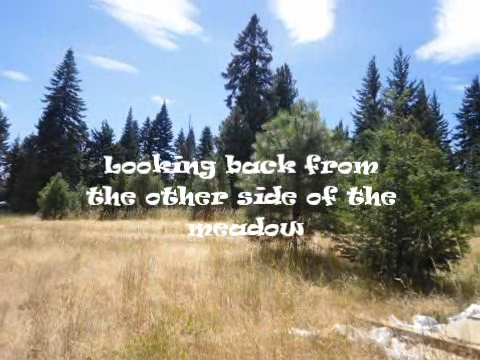 Looking back from
the other side of the
meadow